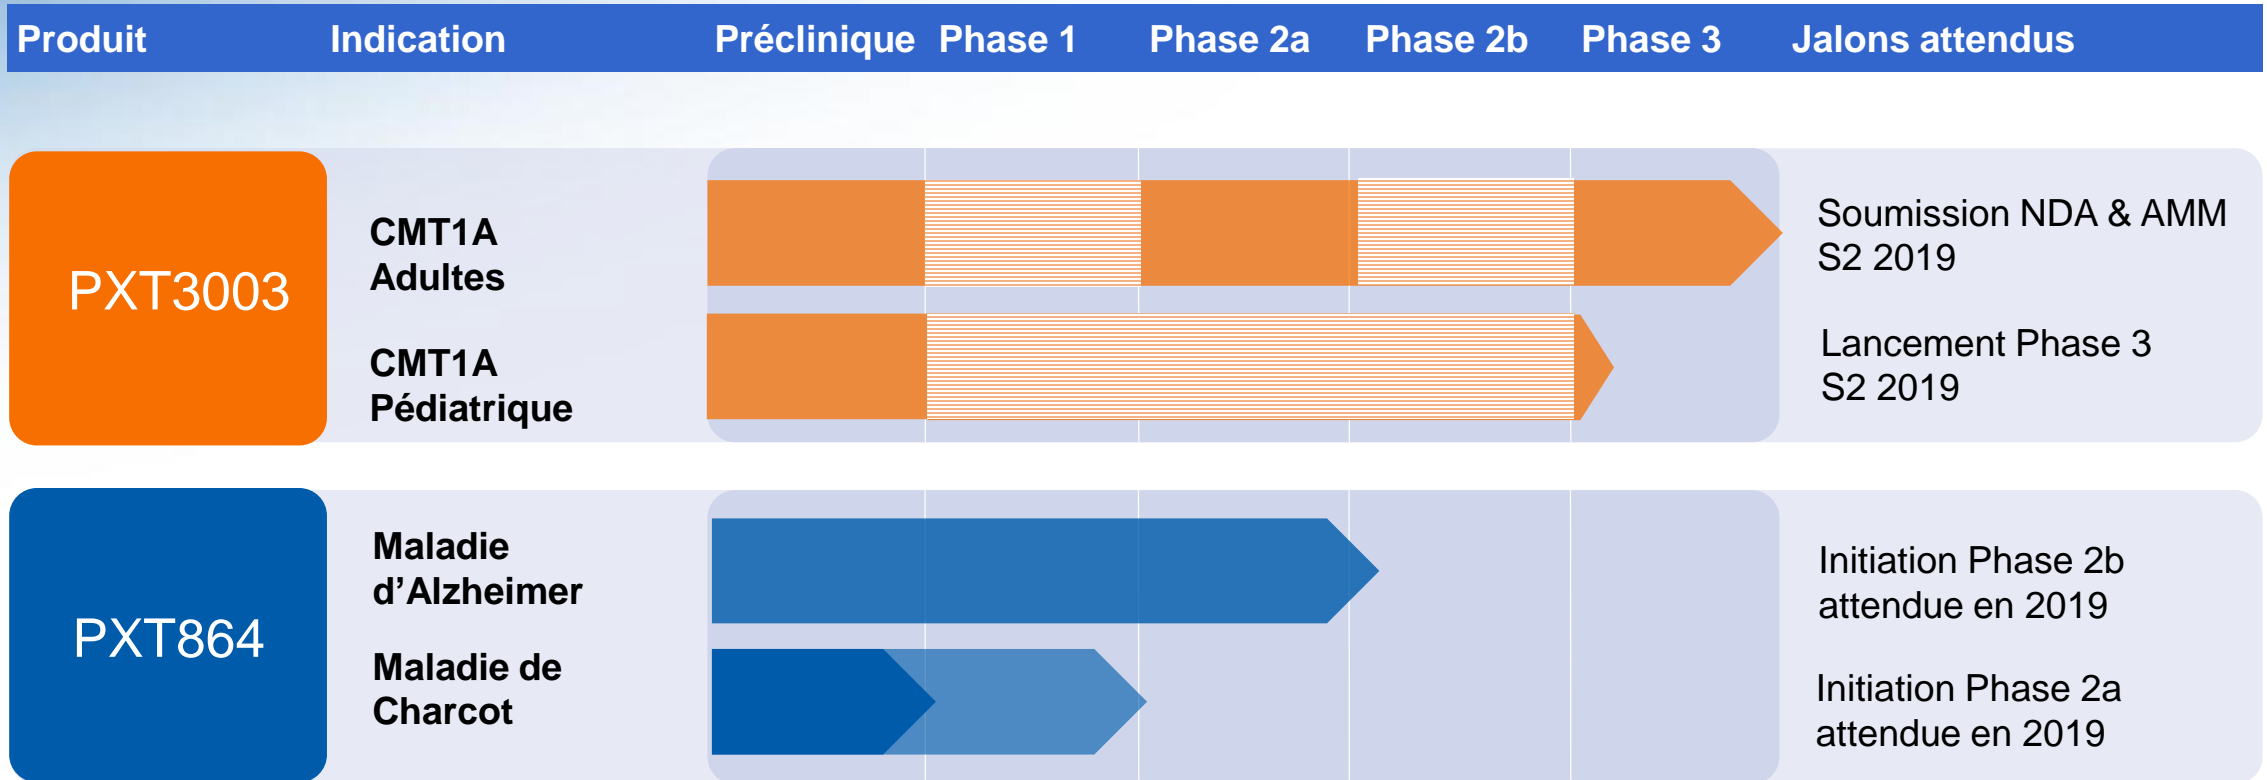 Produit Indication Préclinique Phase 1 Phase 2a Phase 2b Phase 3 Jalons attendus
PXT3003
CMT1A
Adultes
Soumission NDA & AMM
S2 2019
CMT1A
Pédiatrique
Lancement Phase 3
S2 2019
PXT864
Maladie
d’Alzheimer
Initiation Phase 2b
attendue en 2019
Maladie de
Charcot
Initiation Phase 2a
attendue en 2019